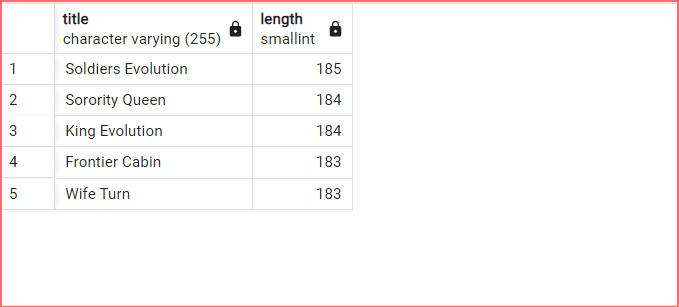 title length
character varying (255) smallint
1 Soldiers Evolution 185
2 Sorority Queen 184
3 King Evolution 184
4 Frontier Cabin 183
5 Wife Turn 183